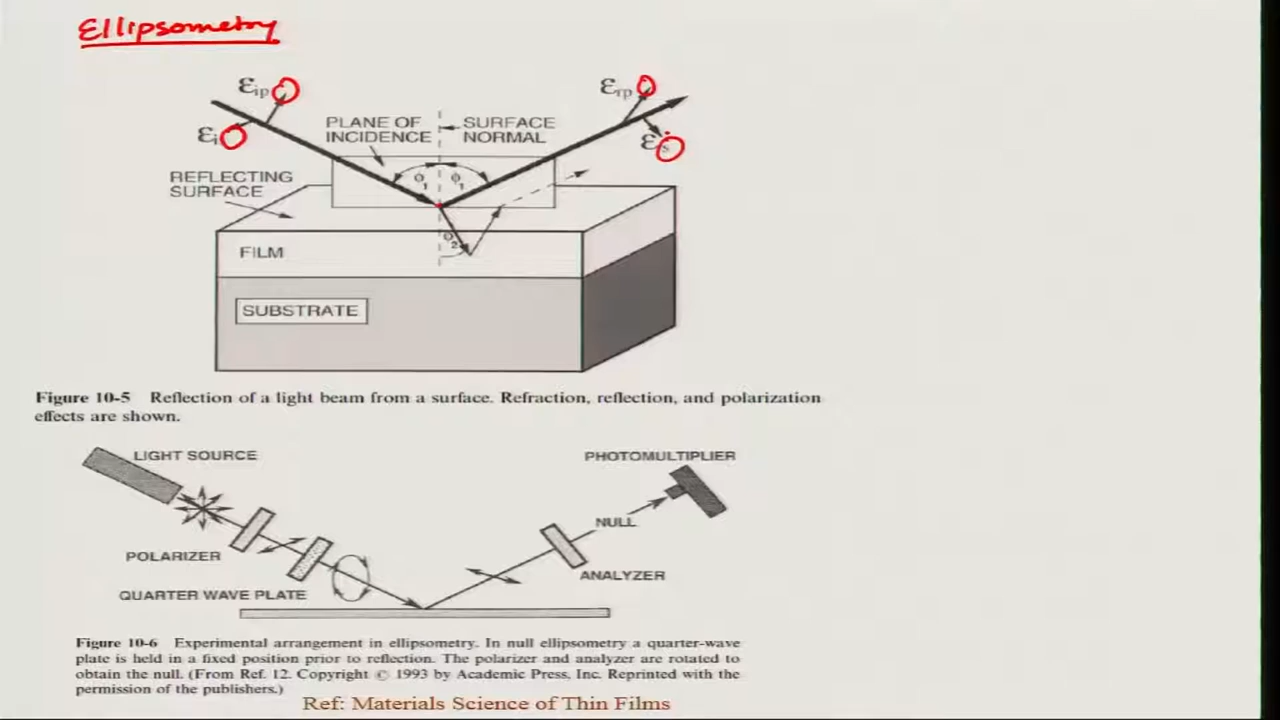 Ellipsometry
Ɛip
Ɛrp
Ɛi
PLANE OF
INCIDENCE
SURFACE
NORMAL
Ɛs
REFLECTING
SURFACE
ϕ1
ϕ1
ϕ2
FILM
SUBSTRATE
Figure 10-5 Reflection of a light beam from a surface. Refraction, reflection, and polarization
effects are shown.
LIGHT SOURCE
PHOTOMULTIPLIER
NULL
POLARIZER
ANALYZER
QUARTER WAVE PLATE
Figure 10-6 Experimental arrangement in ellipsometry. In null ellipsometry a quarter-wave
plate is held in a fixed position prior to reflection. The polarizer and analyzer are rotated to
obtain the null. (From Ref. 12. Copyright © 1993 by Academic Press, Inc. Reprinted with the
permission of the publishers.)
Ref: Materials Science of Thin Films